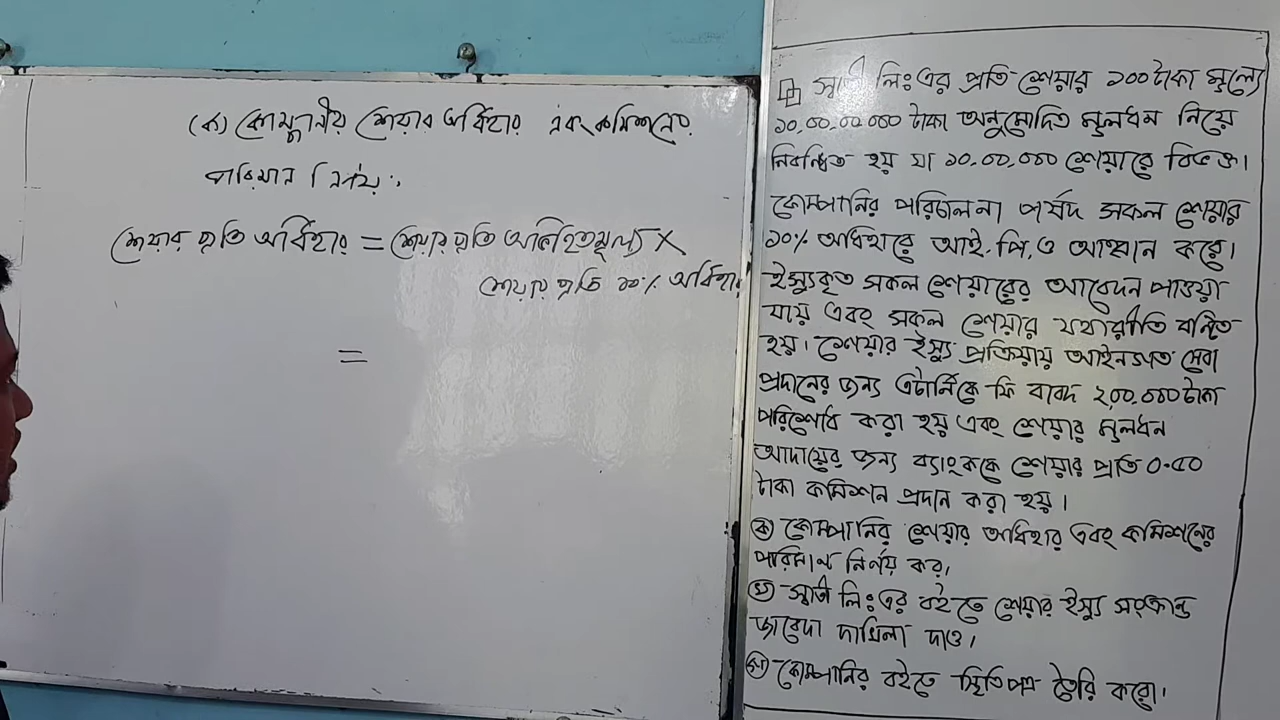 (ক) কোম্পানীর শেয়ার অধিহার এবং কমিশনের
পরিমান নির্ণয়:
শেয়ার প্রতি অধিহার = শেয়ার প্রতি অভিহিতমূল্য ×
শেয়ার প্রতি ১০% অধিহার
=
স্বাতী লিঃ এর প্রতি শেয়ার ১০০ টাকা মূল্যে
১০,০০,০০,০০০ টাকা অনুমোদিত মূলধন নিয়ে
নিবন্ধিত হয় যা ১০,০০,০০০ শেয়ারে বিভক্ত।
কোম্পানির পরিচালনা পর্ষদ সকল শেয়ার
১০% অধিহারে আই.পি.ও আহ্বান করে।
ইস্যুকৃত সকল শেয়ারের আবেদন পাওয়া
যায় এবং সকল শেয়ার যথারীতি বন্টিত
হয়। শেয়ার ইস্যু প্রক্রিয়ায় আইনগত সেবা
প্রদানের জন্য এটর্নিকে ফি বাবদ ২,০০,০০০ টাকা
পরিশোধ করা হয় এবং শেয়ার মূলধন
আদায়ের জন্য ব্যাংককে শেয়ার প্রতি ০.৫০
টাকা কমিশন প্রদান করা হয়।
(ক) কোম্পানির শেয়ার অধিহার এবং কমিশনের
পরিমাণ নির্ণয় কর।
(খ) স্বাতী লিঃ এর বইতে শেয়ার ইস্যু সংক্রান্ত
জাবেদা দাখিলা দাও।
(গ) কোম্পানির বইতে স্থিতিপত্র তৈরি করো।